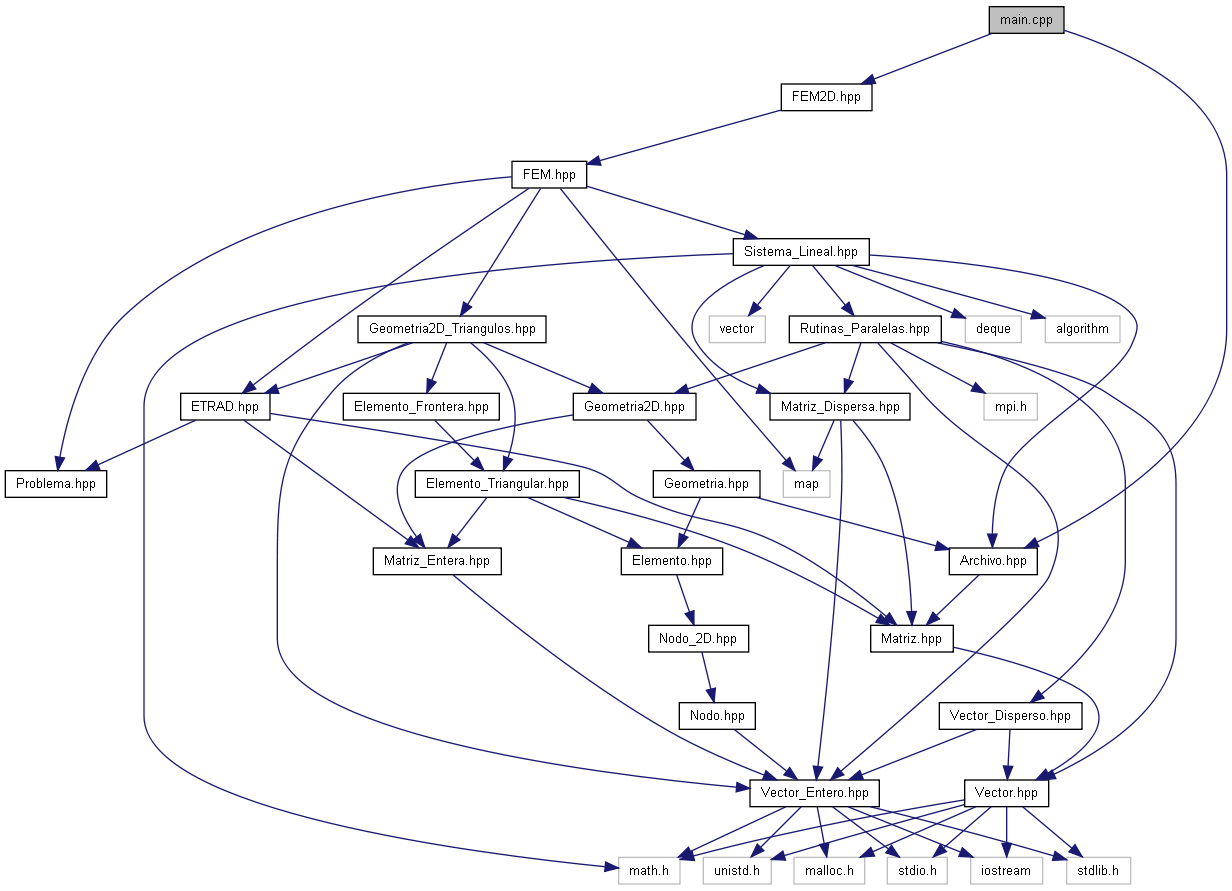 main.cpp
FEM2D.hpp
FEM.hpp
Sistema_Lineal.hpp
Geometria2D_Triangulos.hpp
vector
Rutinas_Paralelas.hpp
deque
algorithm
ETRAD.hpp
Elemento_Frontera.hpp
Geometria2D.hpp
Matriz_Dispersa.hpp
mpi.h
Problema.hpp
Elemento_Triangular.hpp
Geometria.hpp
map
Matriz_Entera.hpp
Elemento.hpp
Archivo.hpp
Nodo_2D.hpp
Matriz.hpp
Nodo.hpp
Vector_Disperso.hpp
Vector_Entero.hpp
Vector.hpp
math.h
unistd.h
malloc.h
stdio.h
iostream
stdlib.h